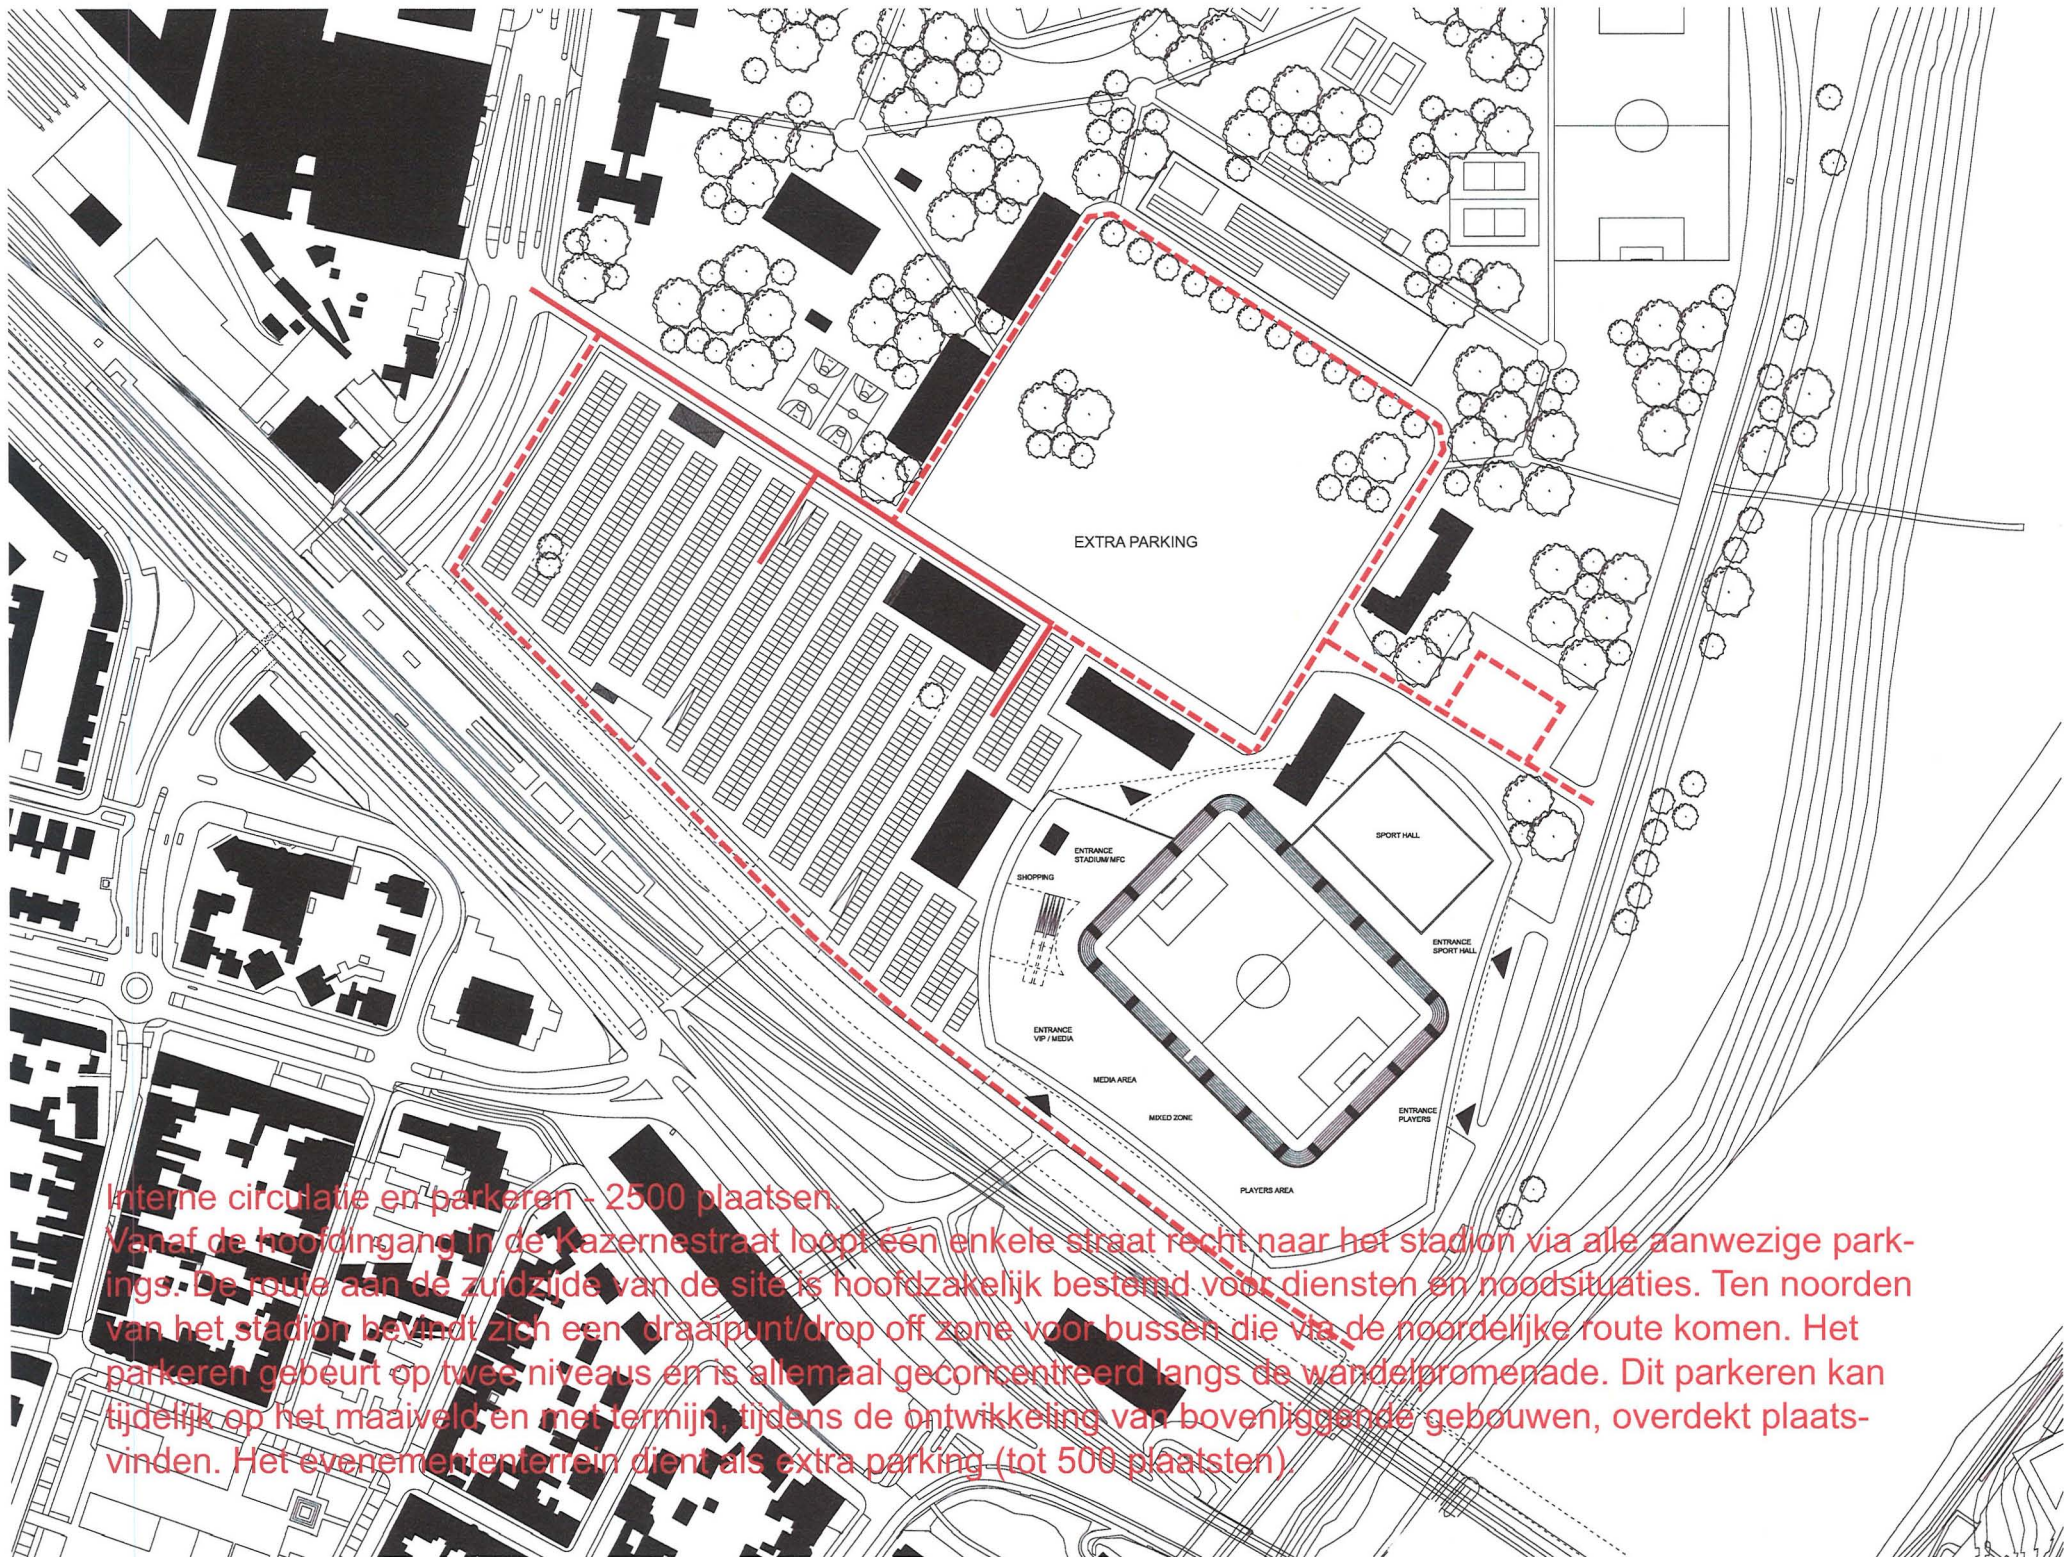 EXTRA PARKING
SPORT HALL
ENTRANCE
STADIUM/MFC
SHOPPING
ENTRANCE
SPORT HALL
ENTRANCE
VIP / MEDIA
MEDIA AREA
MIXED ZONE
ENTRANCE
PLAYERS
PLAYERS AREA
Interne circulatie en parkeren - 2500 plaatsen.
Vanaf de hoofdingang in de Kazernestraat loopt één enkele straat recht naar het stadion via alle aanwezige park-
ings. De route aan de zuidzijde van de site is hoofdzakelijk bestemd voor diensten en noodsituaties. Ten noorden
van het stadion bevindt zich een draaipunt/drop off zone voor bussen die via de noordelijke route komen. Het
parkeren gebeurt op twee niveaus en is allemaal geconcentreerd langs de wandelpromenade. Dit parkeren kan
tijdelijk op het maaiveld en met termijn, tijdens de ontwikkeling van bovenliggende gebouwen, overdekt plaats-
vinden. Het evenemententerrein dient als extra parking (tot 500 plaatsten).